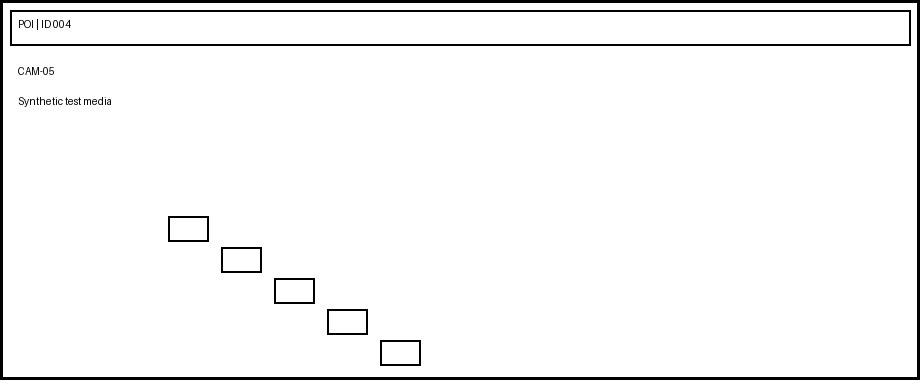 POI | ID 004
CAM-05
Synthetic test media